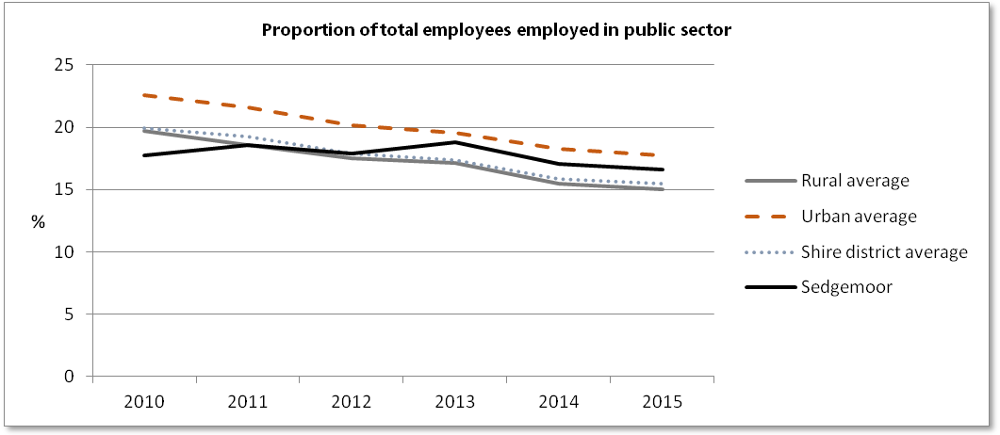 Proportion of total employees employed in public sector
25
20
15
10
5
0
%
2010 2011 2012 2013 2014 2015
Rural average
Urban average
Shire district average
Sedgemoor